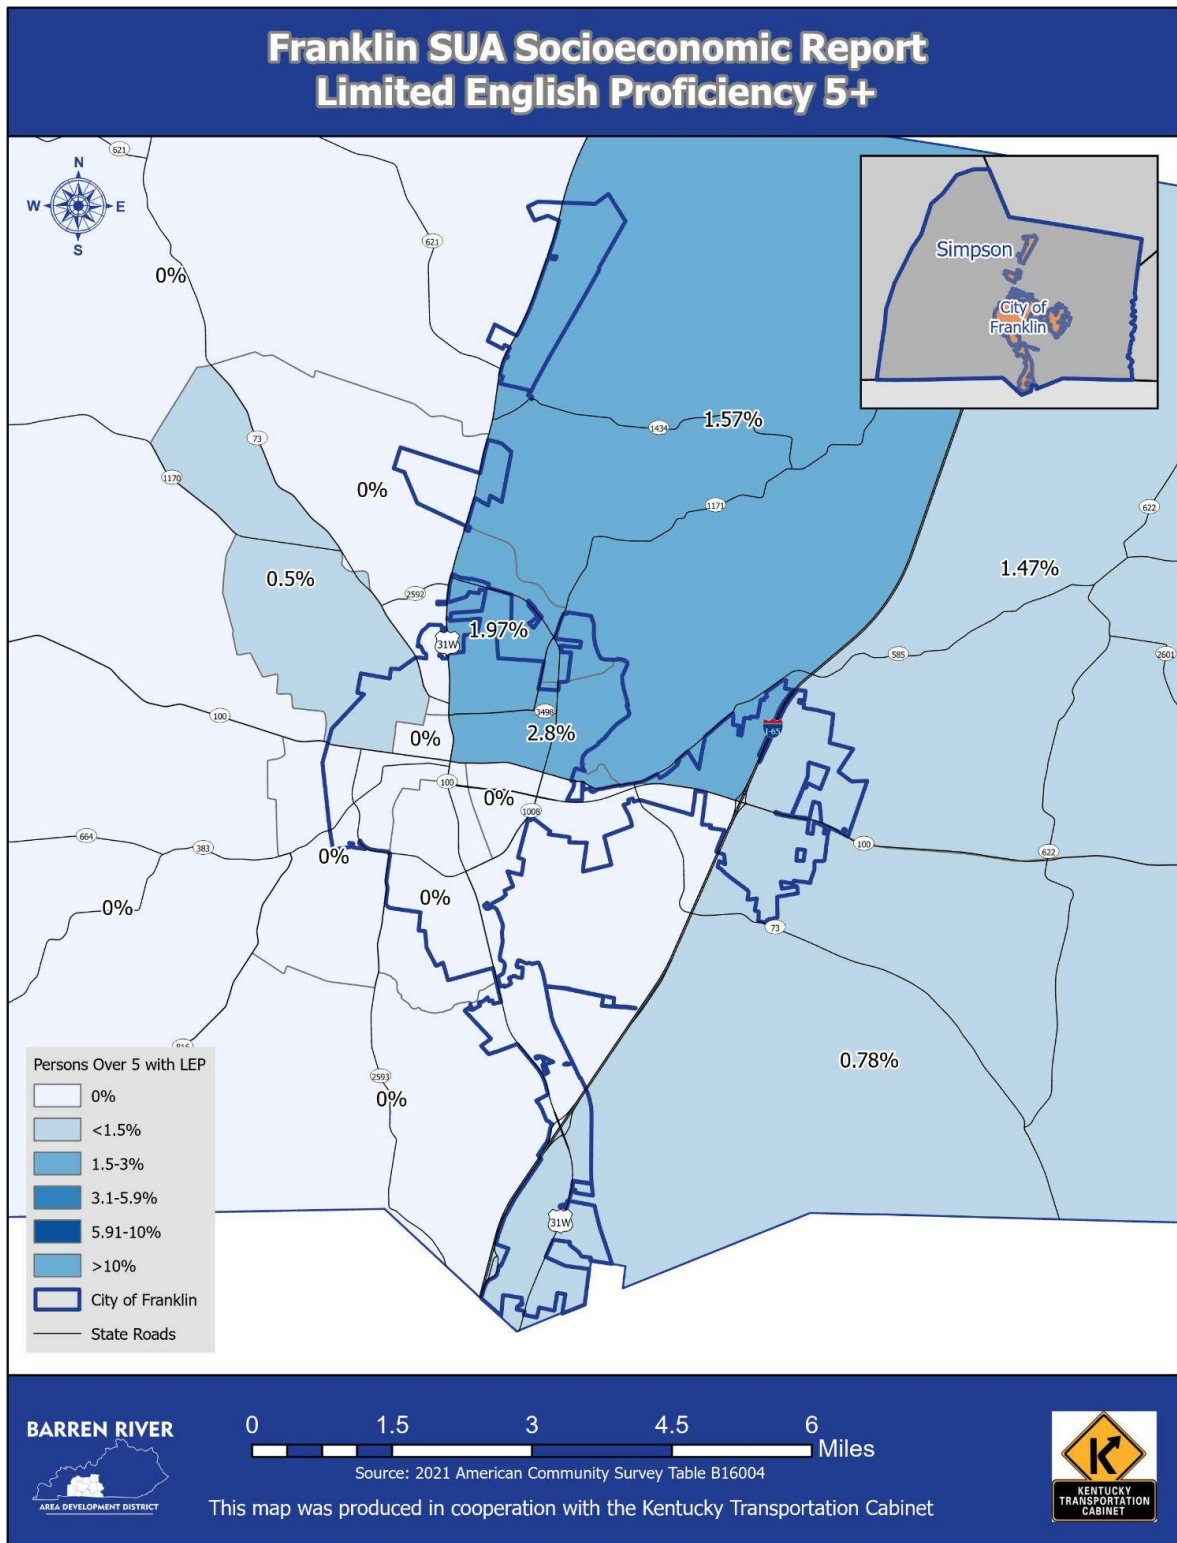 Franklin SUA Socioeconomic Report
Limited English Proficiency 5+
621
N
W
E
S
621
0%
Simpson
City of
Franklin
1434
1.57%
73
1170
0%
1171
622
0.5%
1.47%
2592
1.97%
31W
585
2601
100
3498
2.8%
I-65
0%
100
0%
1008
664
383
0%
100
622
0%
0%
73
816
0.78%
2593
0%
31W
Persons Over 5 with LEP
0%
<1.5%
1.5-3%
3.1-5.9%
5.91-10%
>10%
City of Franklin
State Roads
BARREN RIVER
AREA DEVELOPMENT DISTRICT
0 1.5 3 4.5 6
Miles
Source: 2021 American Community Survey Table B16004
This map was produced in cooperation with the Kentucky Transportation Cabinet
K
KENTUCKY
TRANSPORTATION
CABINET